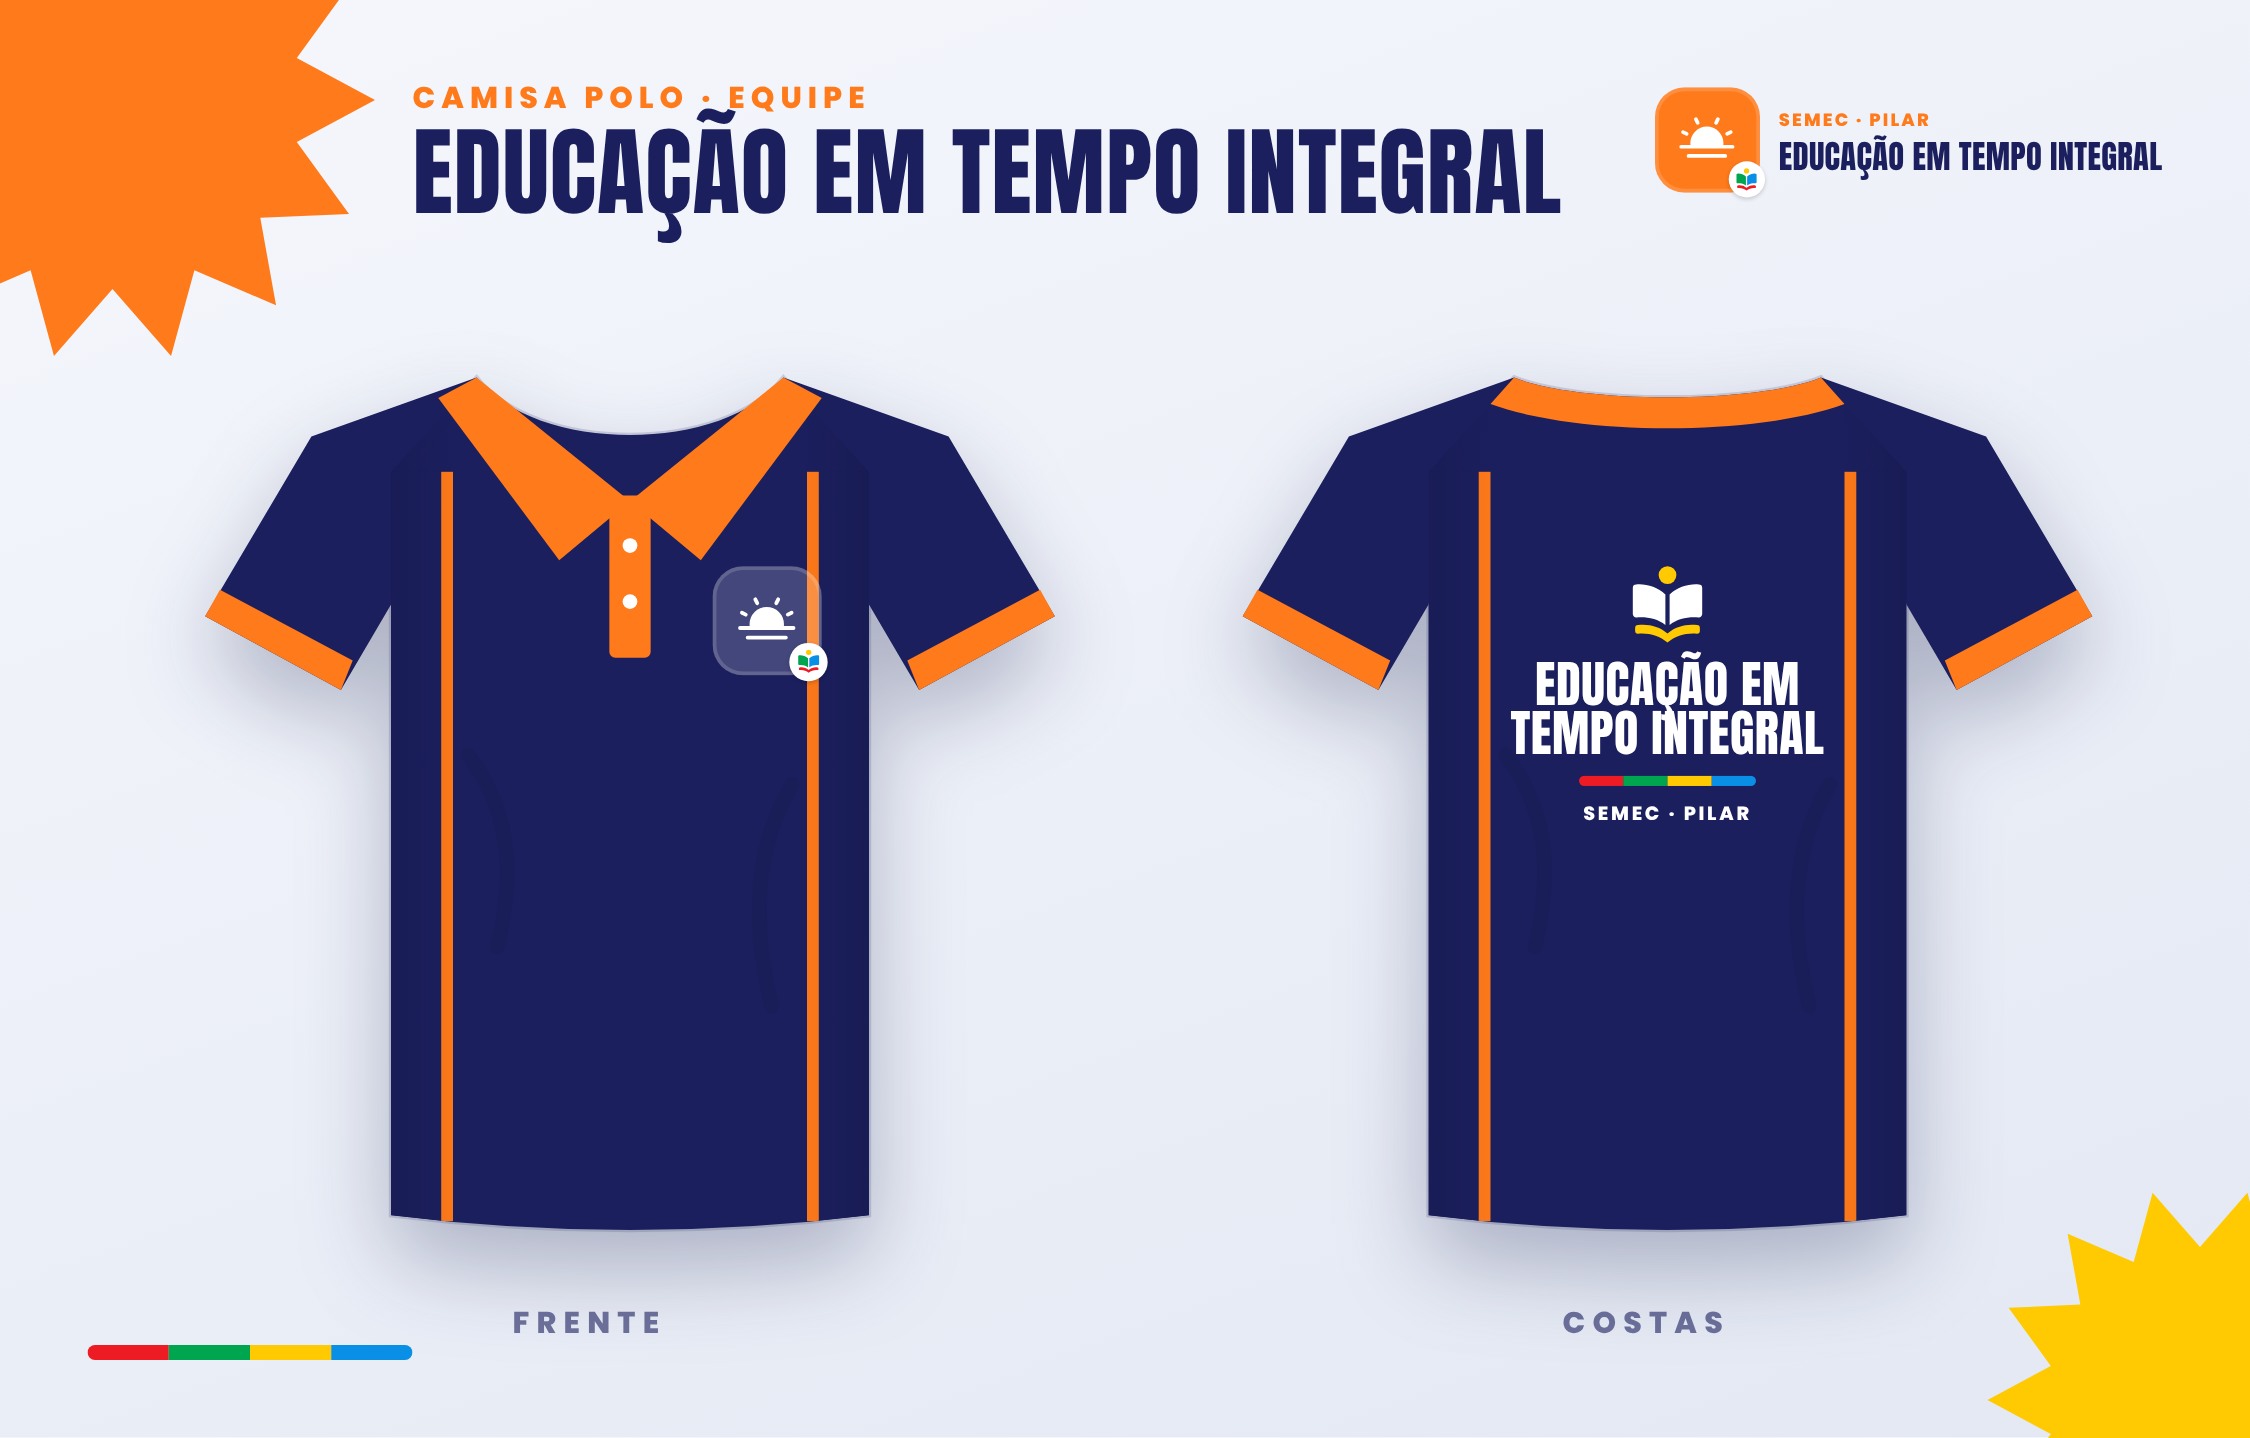 CAMISA POLO · EQUIPE
EDUCAÇÃO EM TEMPO INTEGRAL
SEMEC · PILAR
EDUCAÇÃO EM TEMPO INTEGRAL
EDUCAÇÃO EM
TEMPO INTEGRAL
SEMEC · PILAR
FRENTE
COSTAS